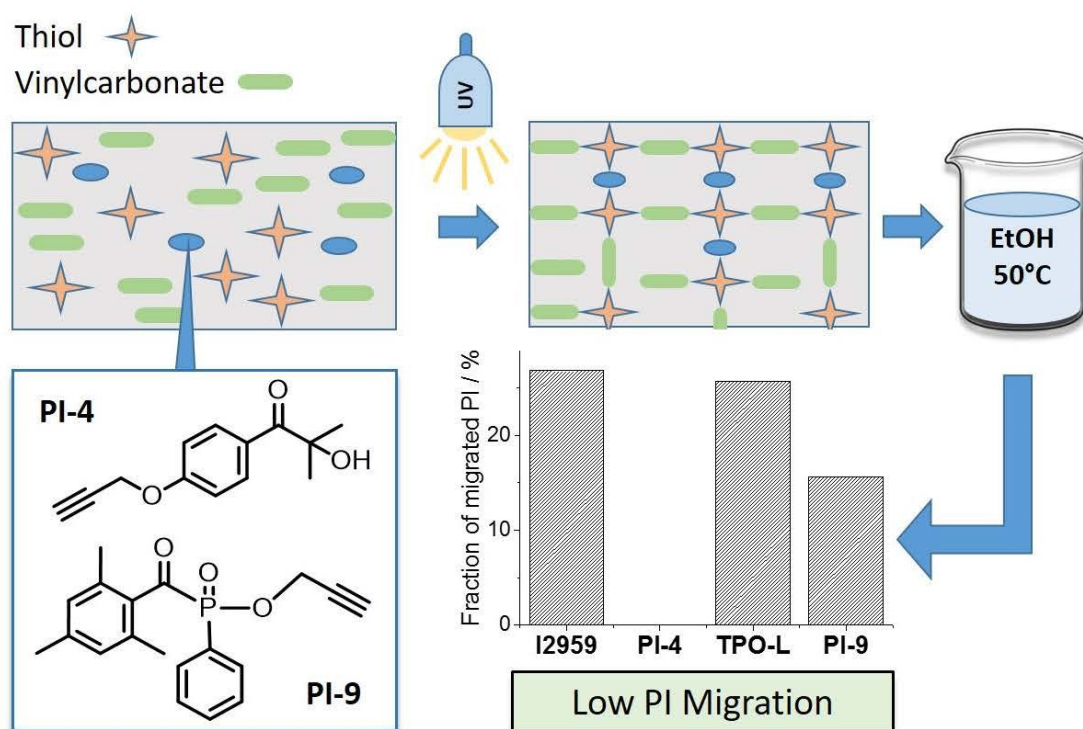 Thiol
Vinylcarbonate
UV
EtOH
50°C
PI-4
O
OH
O
O
O
P
O
PI-9
Fraction of migrated PI / %
20
10
0
I2959 PI-4 TPO-L PI-9
Low PI Migration